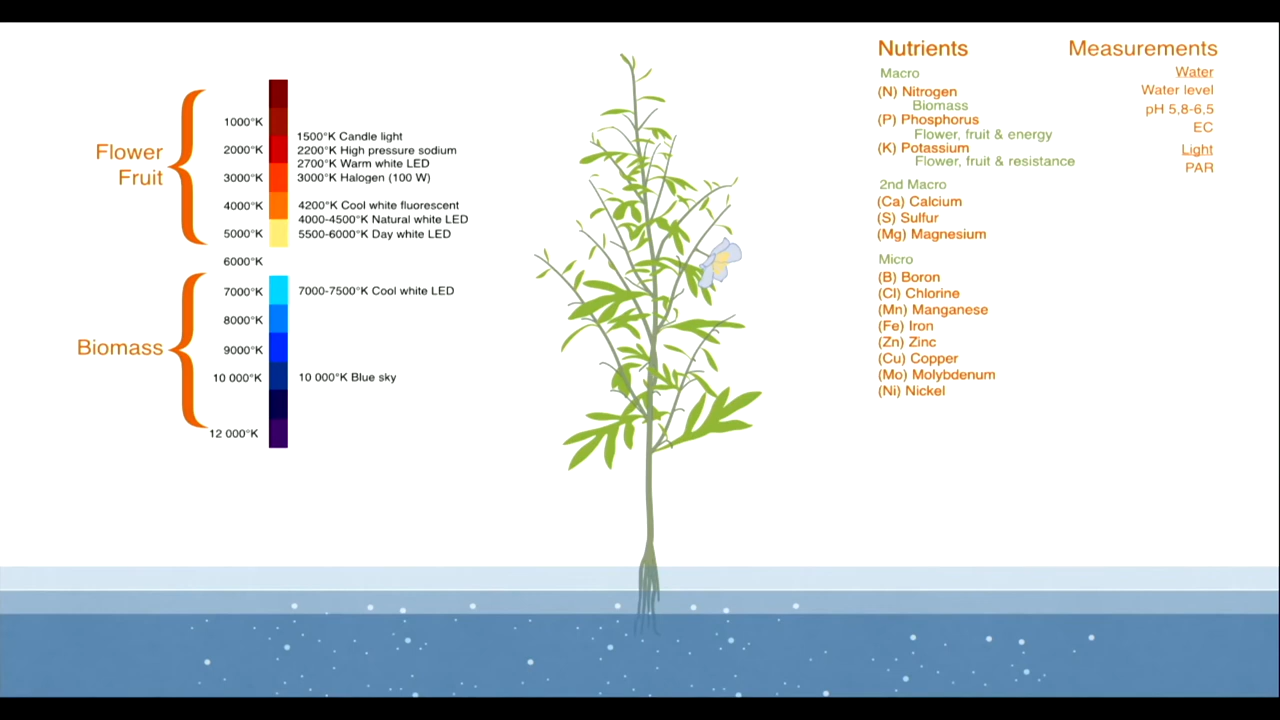 Flower
Fruit
Biomass
1000°K
2000°K
3000°K
4000°K
5000°K
6000°K
7000°K
8000°K
9000°K
10 000°K
12 000°K
1500°K Candle light
2200°K High pressure sodium
2700°K Warm white LED
3000°K Halogen (100 W)
4200°K Cool white fluorescent
4000-4500°K Natural white LED
5500-6000°K Day white LED
7000-7500°K Cool white LED
10 000°K Blue sky
Nutrients
Macro
(N) Nitrogen
Biomass
(P) Phosphorus
Flower, fruit & energy
(K) Potassium
Flower, fruit & resistance
2nd Macro
(Ca) Calcium
(S) Sulfur
(Mg) Magnesium
Micro
(B) Boron
(Cl) Chlorine
(Mn) Manganese
(Fe) Iron
(Zn) Zinc
(Cu) Copper
(Mo) Molybdenum
(Ni) Nickel
Measurements
Water
Water level
pH 5,8-6,5
EC
Light
PAR